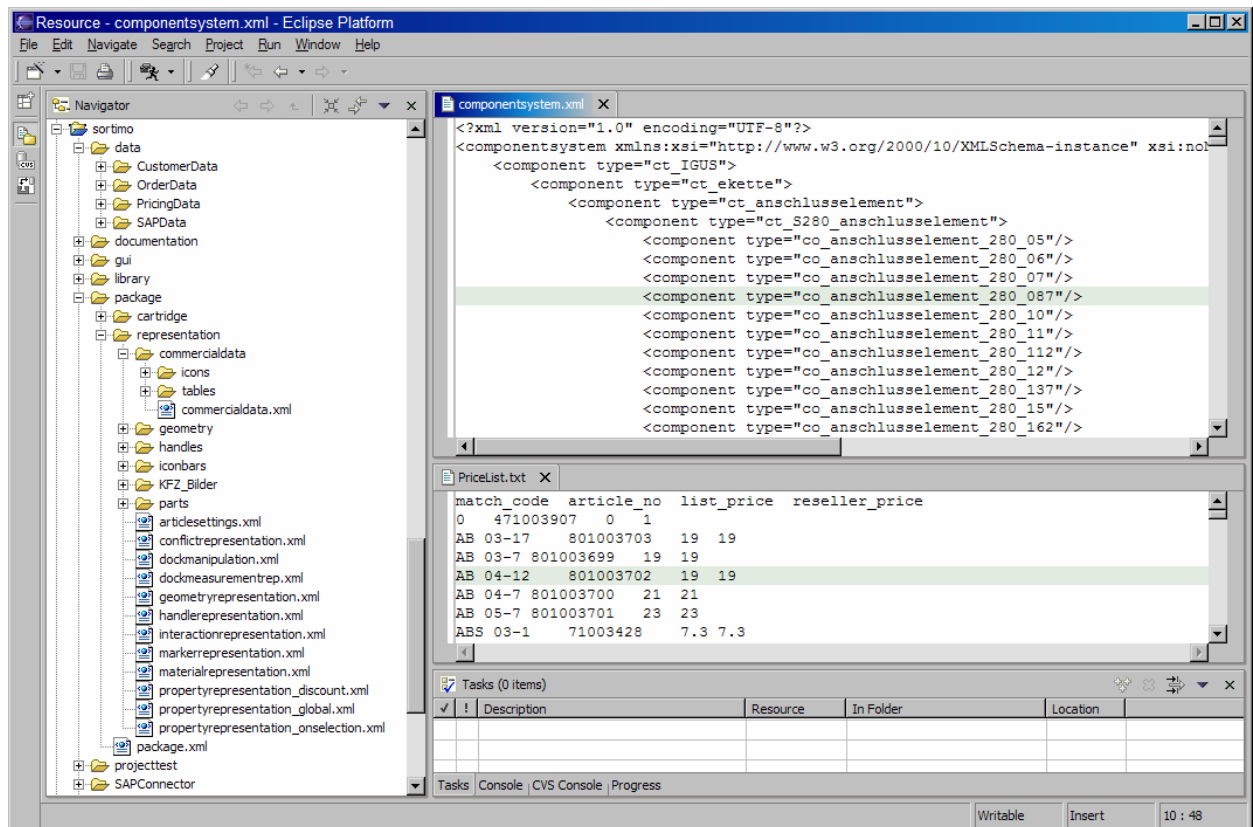 Resource - componentsystem.xml - Eclipse Platform
File Edit Navigate Search Project Run Window Help
Navigator
sortimo
data
CustomerData
OrderData
PricingData
SAPData
documentation
gui
library
package
cartridge
representation
commercialdata
icons
tables
commercialdata.xml
geometry
handles
iconbars
KFZ_Bilder
parts
articlesettings.xml
conflictrepresentation.xml
dockmanipulation.xml
dockmeasurementrep.xml
geometryrepresentation.xml
handlerepresentation.xml
interactionrepresentation.xml
markerrepresentation.xml
materialrepresentation.xml
propertyrepresentation_discount.xml
propertyrepresentation_global.xml
propertyrepresentation_onselection.xml
package.xml
projecttest
SAPConnector
componentsystem.xml
<?xml version="1.0" encoding="UTF-8"?>
<componentsystem xmlns:xsi="http://www.w3.org/2000/10/XMLSchema-instance" xsi:noN
<component type="ct_IGUS">
<component type="ct_ekette">
<component type="ct_anschlusselement">
<component type="ct_S280_anschlusselement">
<component type="co_anschlusselement_280_05"/>
<component type="co_anschlusselement_280_06"/>
<component type="co_anschlusselement_280_07"/>
<component type="co_anschlusselement_280_087"/>
<component type="co_anschlusselement_280_10"/>
<component type="co_anschlusselement_280_11"/>
<component type="co_anschlusselement_280_112"/>
<component type="co_anschlusselement_280_12"/>
<component type="co_anschlusselement_280_137"/>
<component type="co_anschlusselement_280_15"/>
<component type="co_anschlusselement_280_162"/>
PriceList.txt
match_code article_no list_price reseller_price
0 471003907 0 1
AB 03-17 801003703 19 19
AB 03-7 801003699 19 19
AB 04-12 801003702 19 19
AB 04-7 801003700 21 21
AB 05-7 801003701 23 23
ABS 03-1 71003428 7.3 7.3
Tasks (0 items)
✓ ! Description Resource In Folder Location
Tasks Console CVS Console Progress
Writable Insert 10 : 48